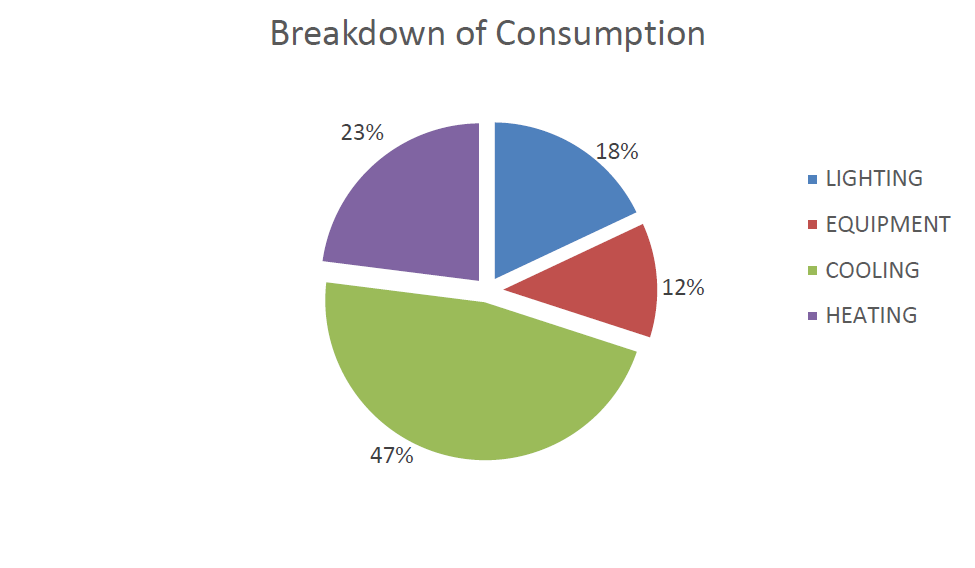 Breakdown of Consumption
23%
18%
12%
47%
LIGHTING
EQUIPMENT
COOLING
HEATING